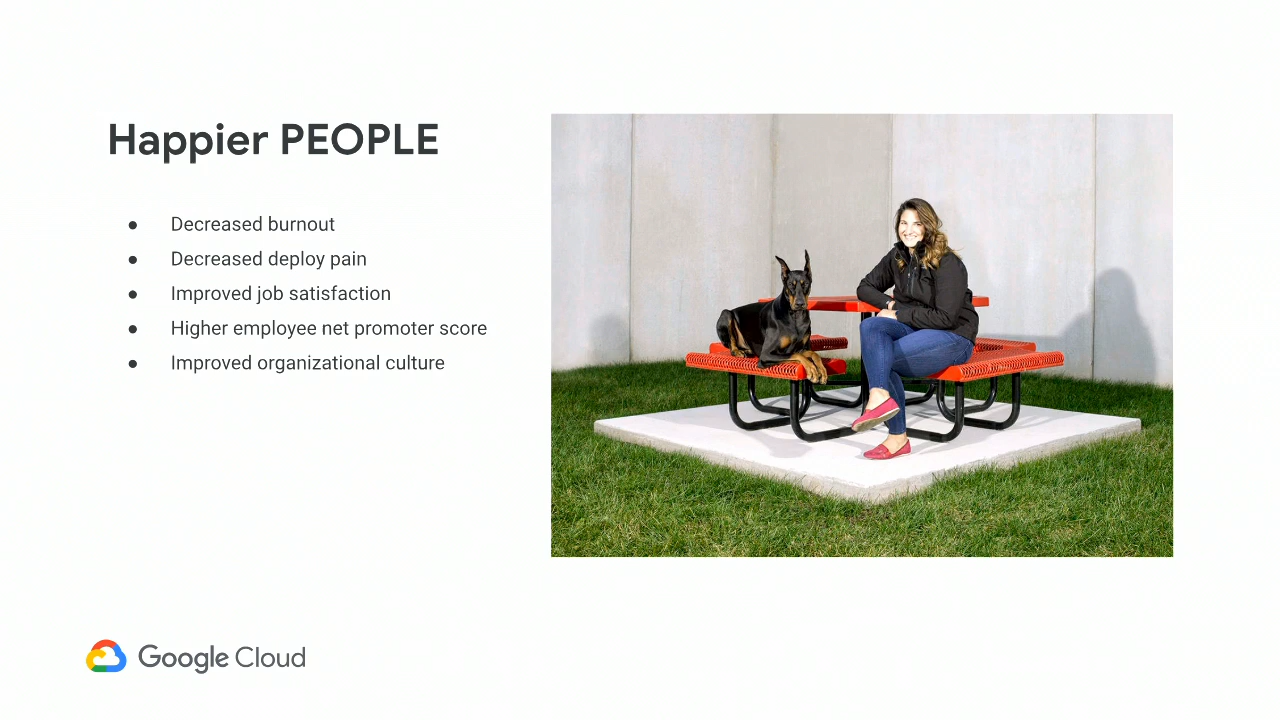 Happier PEOPLE
● Decreased burnout
● Decreased deploy pain
● Improved job satisfaction
● Higher employee net promoter score
● Improved organizational culture
Google Cloud